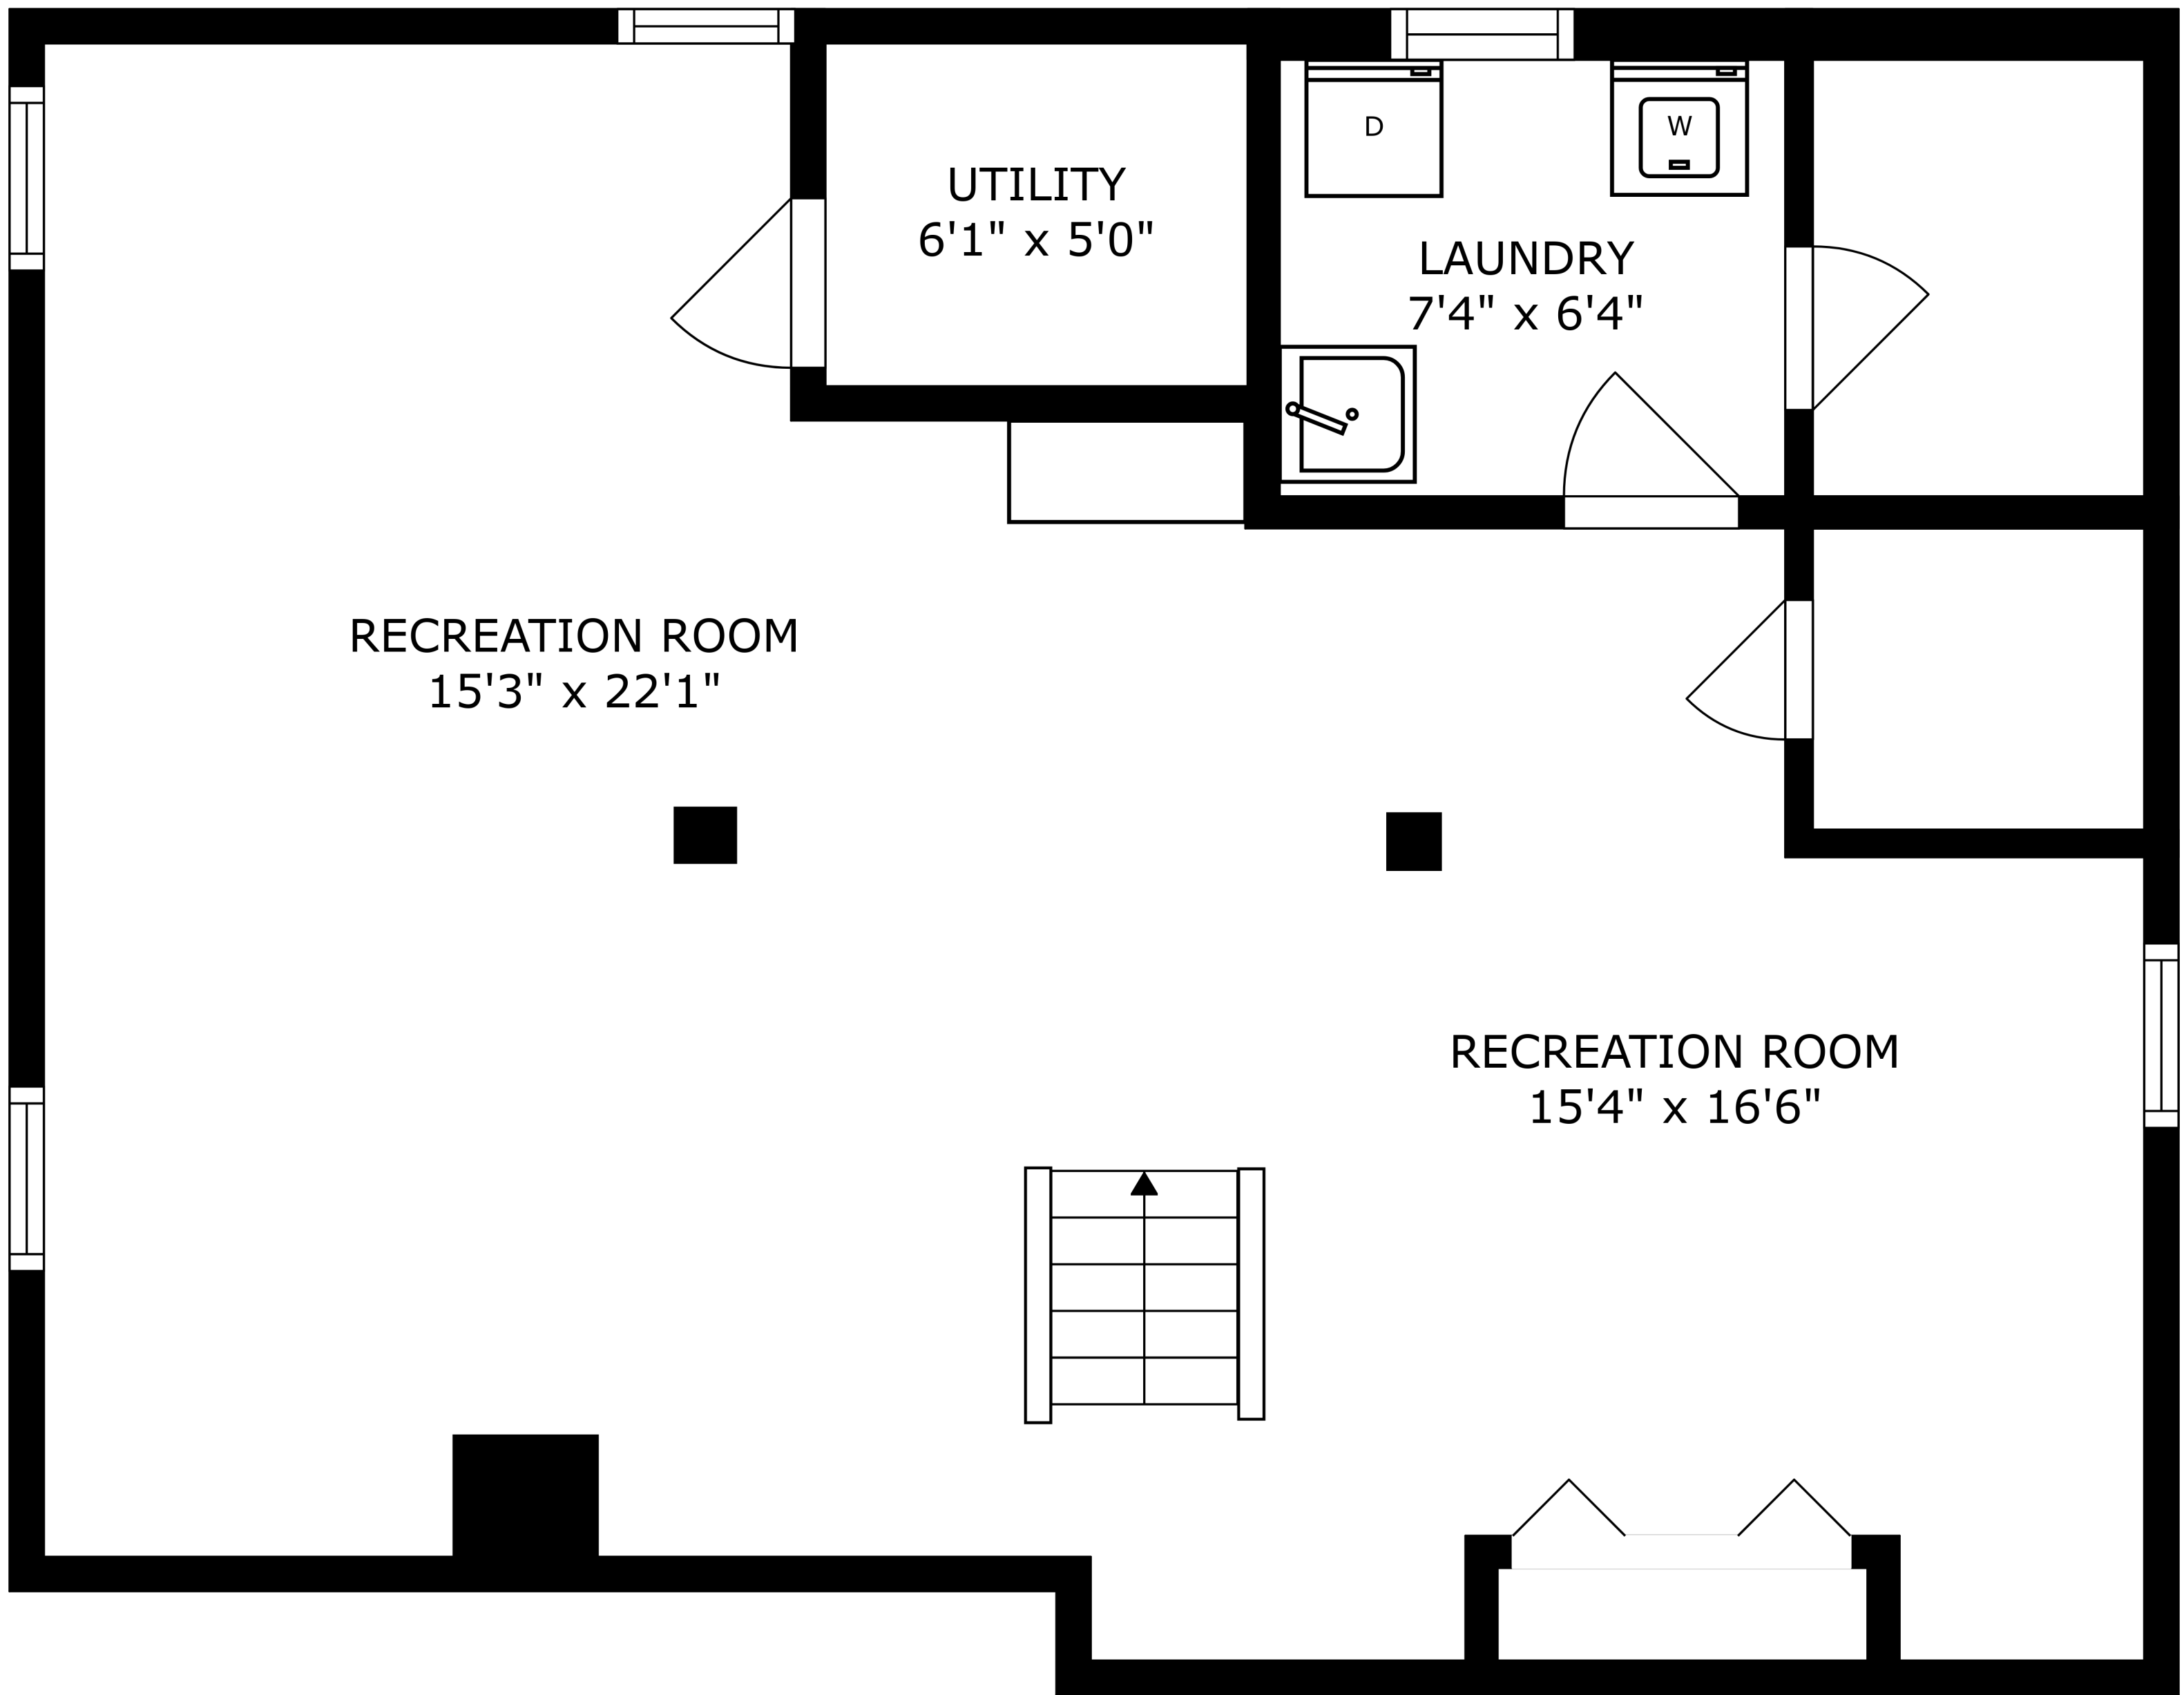 D
W
UTILITY
6'1" x 5'0"
LAUNDRY
7'4" x 6'4"
RECREATION ROOM
15'3" x 22'1"
RECREATION ROOM
15'4" x 16'6"